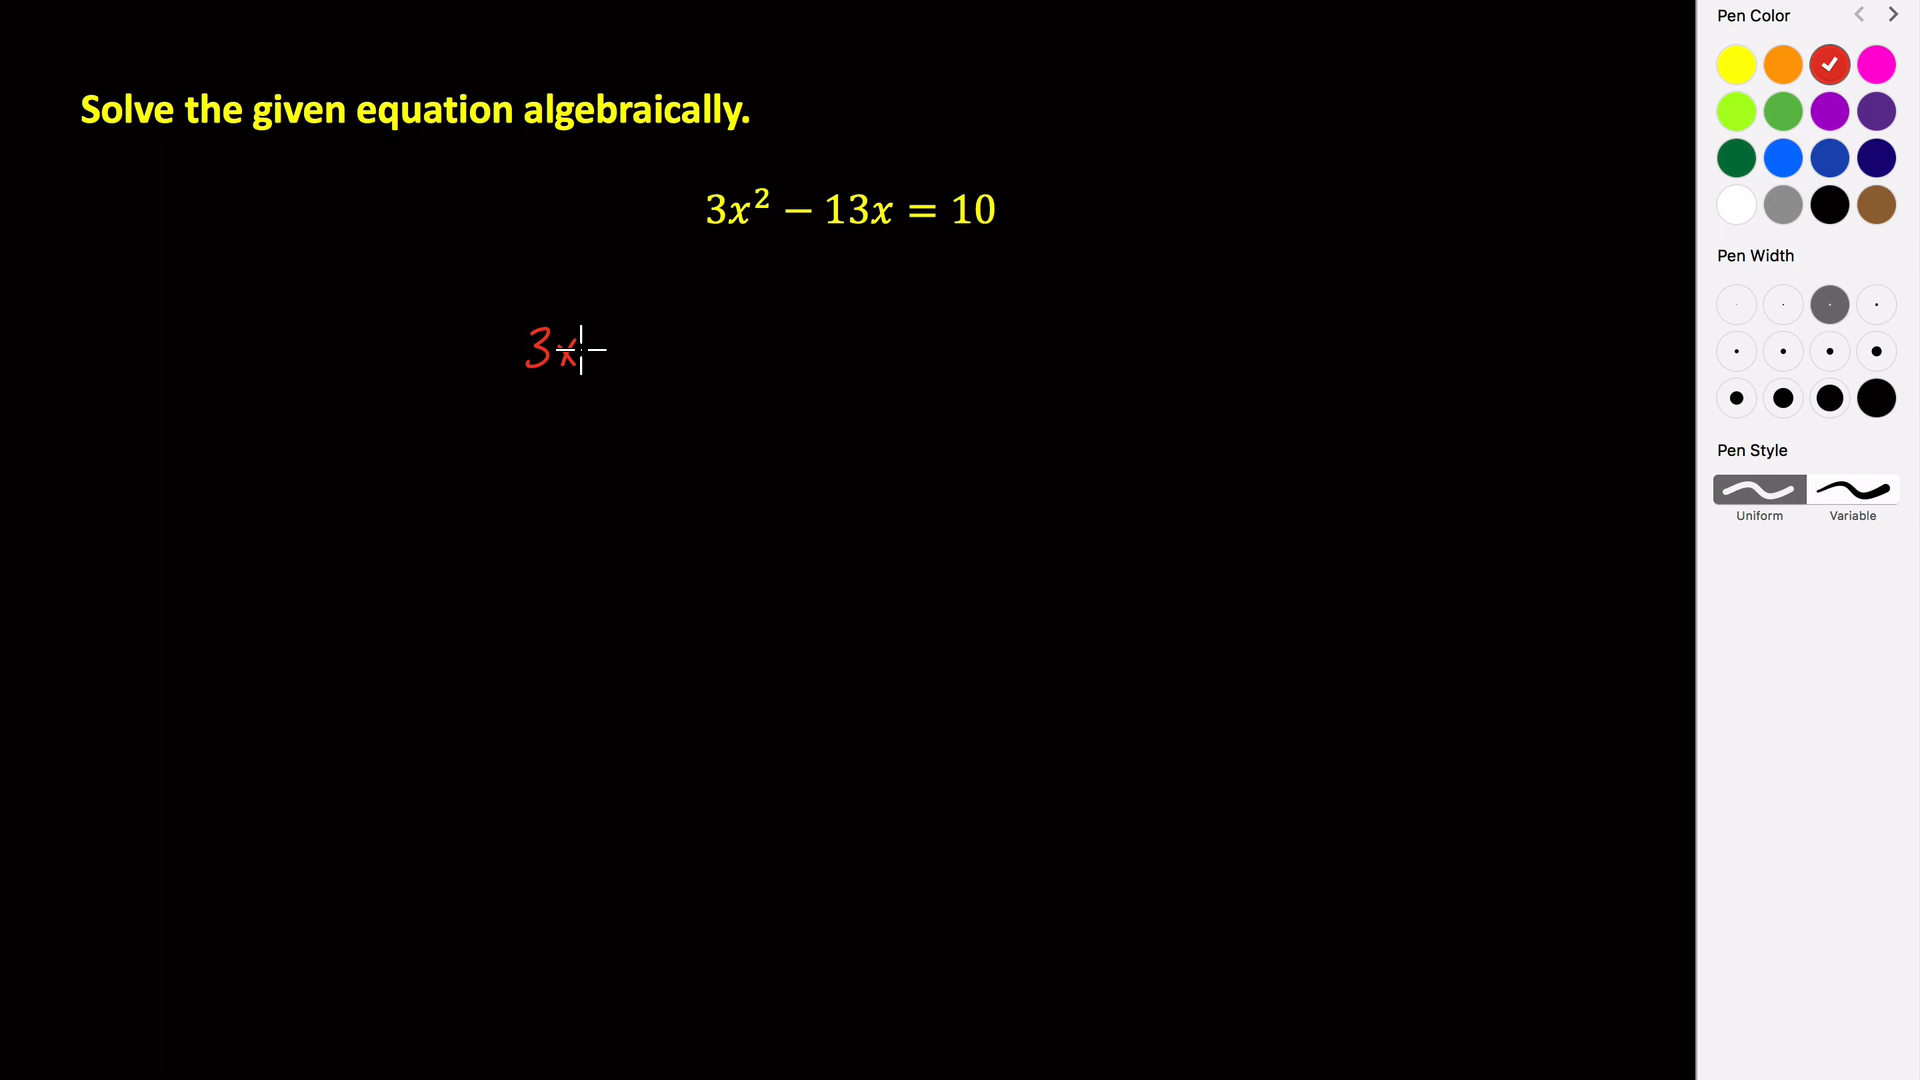 Pen Color
Solve the given equation algebraically.
3x² − 13x = 10
Pen Width
3x
Pen Style
Uniform Variable